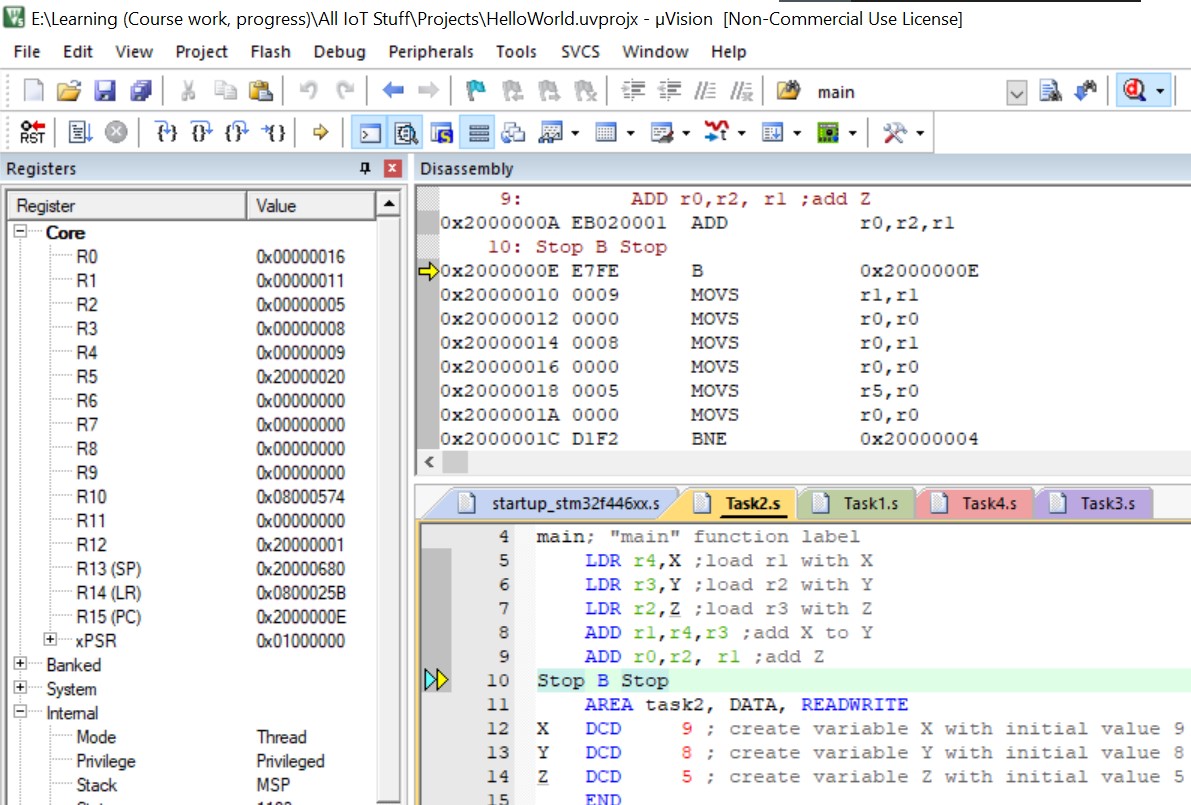 E:\Learning (Course work, progress)\All IoT Stuff\Projects\HelloWorld.uvprojx - µVision [Non-Commercial Use License]
File Edit View Project Flash Debug Peripherals Tools SVCS Window Help
main
RST
Registers
Register Value
Core
R0 0x00000016
R1 0x00000011
R2 0x00000005
R3 0x00000008
R4 0x00000009
R5 0x20000020
R6 0x00000000
R7 0x00000000
R8 0x00000000
R9 0x00000000
R10 0x08000574
R11 0x00000000
R12 0x20000001
R13 (SP) 0x20000680
R14 (LR) 0x0800025B
R15 (PC) 0x2000000E
xPSR 0x01000000
Banked
System
Internal
Mode Thread
Privilege Privileged
Stack MSP
Disassembly
9: ADD r0,r2, r1 ;add Z
0x2000000A EB020001 ADD r0,r2,r1
10: Stop B Stop
0x2000000E E7FE B 0x2000000E
0x20000010 0009 MOVS r1,r1
0x20000012 0000 MOVS r0,r0
0x20000014 0008 MOVS r0,r1
0x20000016 0000 MOVS r0,r0
0x20000018 0005 MOVS r5,r0
0x2000001A 0000 MOVS r0,r0
0x2000001C D1F2 BNE 0x20000004
startup_stm32f446xx.s Task2.s Task1.s Task4.s Task3.s
4 main; "main" function label
5 LDR r4,X ;load r1 with X
6 LDR r3,Y ;load r2 with Y
7 LDR r2,Z ;load r3 with Z
8 ADD r1,r4,r3 ;add X to Y
9 ADD r0,r2, r1 ;add Z
10 Stop B Stop
11 AREA task2, DATA, READWRITE
12 X DCD 9 ; create variable X with initial value 9
13 Y DCD 8 ; create variable Y with initial value 8
14 Z DCD 5 ; create variable Z with initial value 5
15 END